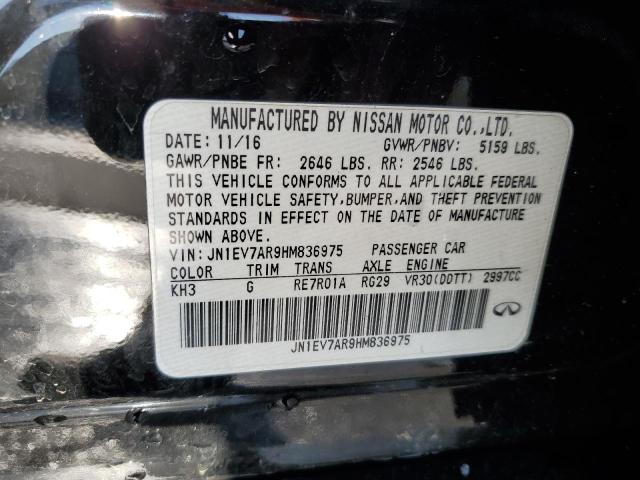 MANUFACTURED BY NISSAN MOTOR CO.,LTD.
DATE: 11/16 GVWR/PNBV: 5159 LBS.
GAWR/PNBE FR: 2646 LBS. RR: 2546 LBS.
THIS VEHICLE CONFORMS TO ALL APPLICABLE FEDERAL
MOTOR VEHICLE SAFETY,BUMPER,AND THEFT PREVENTION
STANDARDS IN EFFECT ON THE DATE OF MANUFACTURE
SHOWN ABOVE.
VIN: JN1EV7AR9HM836975 PASSENGER CAR
COLOR TRIM TRANS AXLE ENGINE
KH3 G RE7R01A RG29 VR30(DDTT) 2997CC
JN1EV7AR9HM836975